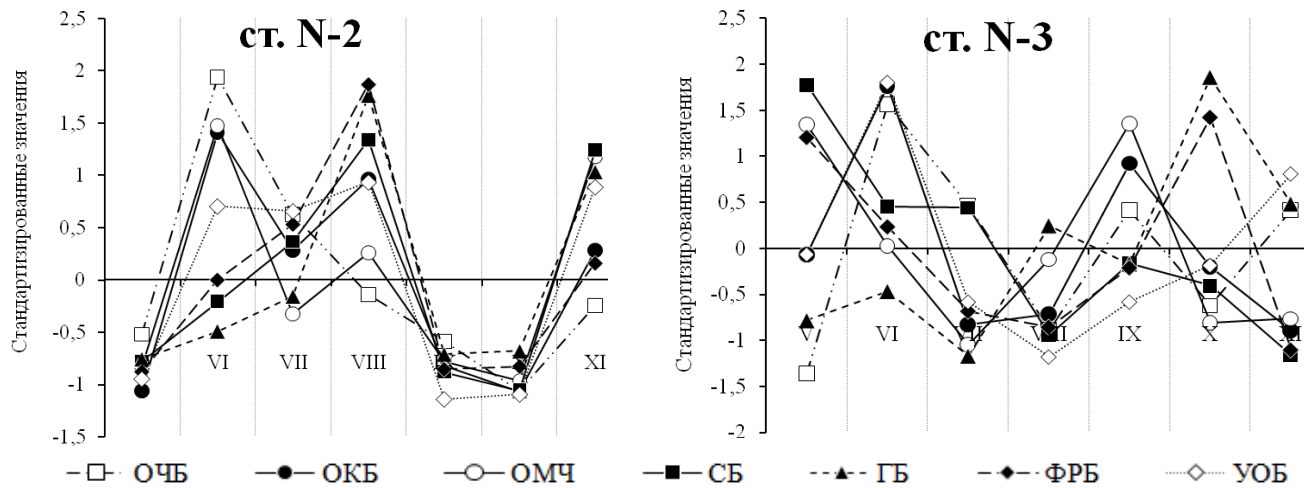 ст. N-2
Стандартизированные значения
2,5
2
1,5
1
0,5
0
-0,5
-1
-1,5
VI
VII
VIII
XI
ст. N-3
Стандартизированные значения
2,5
2
1,5
1
0,5
0
-0,5
-1
-1,5
-2
V
VI
IX
X
ОЧБ ОКБ ОМЧ СБ ГБ ФРБ УОБ